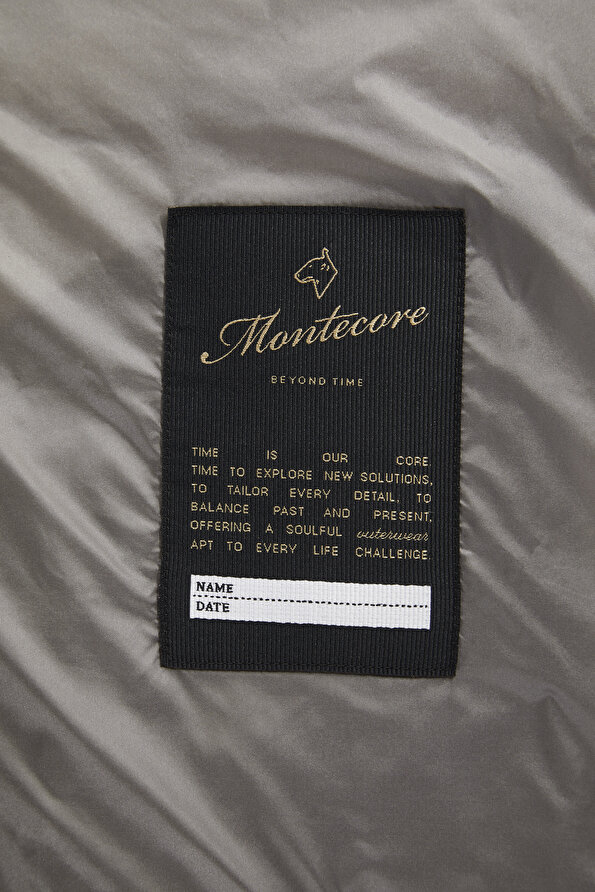 Montecore
BEYOND TIME
TIME IS OUR CORE.
TIME TO EXPLORE NEW SOLUTIONS,
TO TAILOR EVERY DETAIL, TO
BALANCE PAST AND PRESENT,
OFFERING A SOULFUL outerwear
APT TO EVERY LIFE CHALLENGE.
NAME
DATE